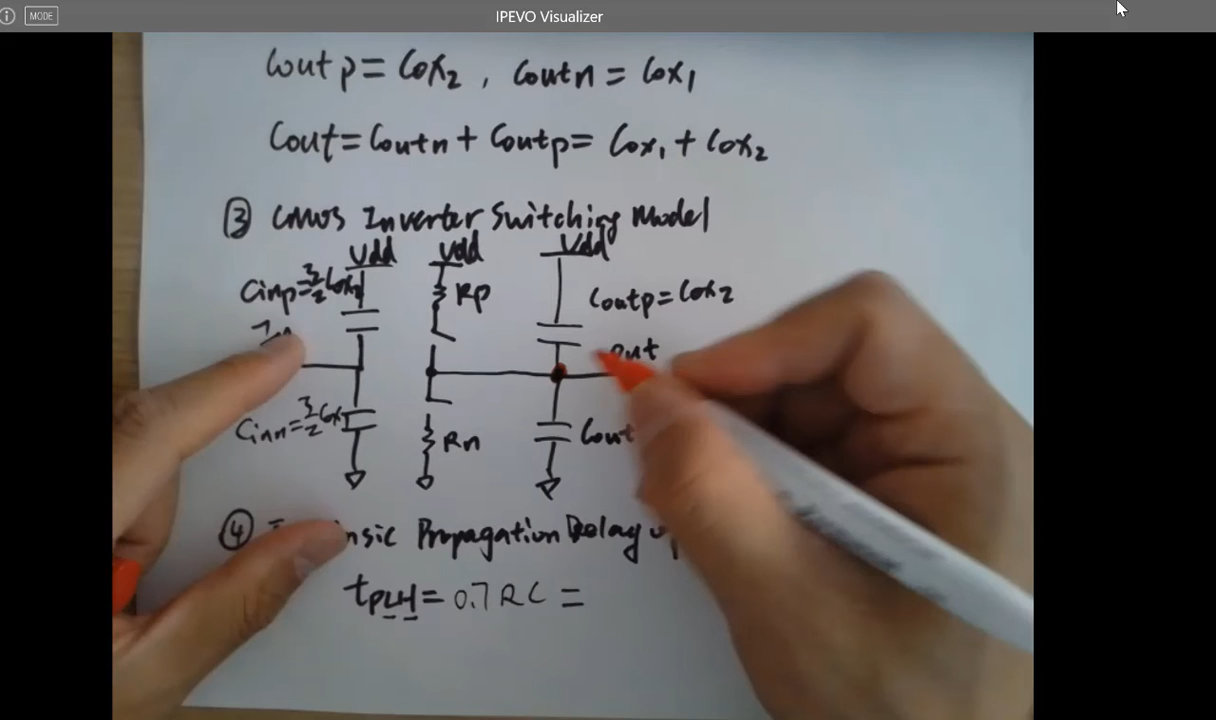 MODE
IPEVO Visualizer
Coutp = Cox2, Coutn = Cox1
Cout = Coutn + Coutp = Cox1 + Cox2
③ CMOS Inverter Switching Model
Vdd Vdd Vdd
Cinp = 3/2 Cox2 Rp Coutp = Cox2
Cinn = 3/2 Rn
④ Propagation Delay
tPLH = 0.7 RC =